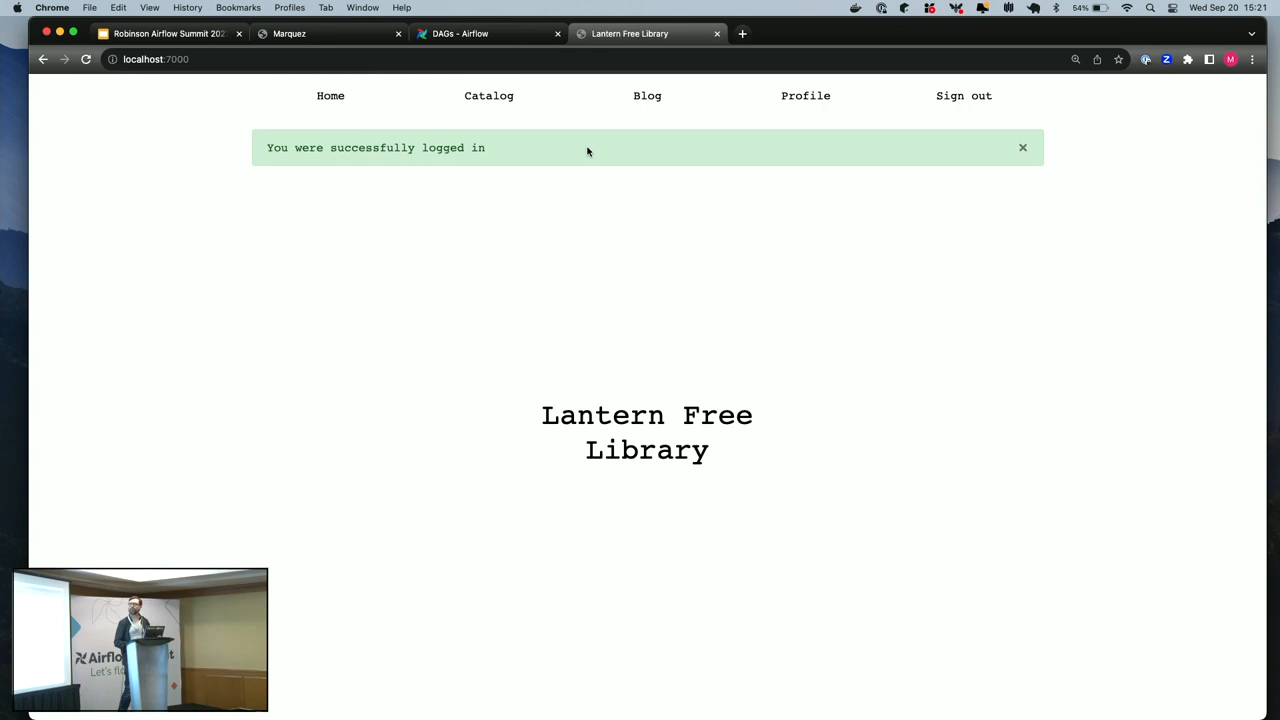 Chrome File Edit View History Bookmarks Profiles Tab Window Help 54% Wed Sep 20 15:21
Robinson Airflow Summit 202 Marquez DAGs - Airflow Lantern Free Library
localhost:7000
Home Catalog Blog Profile Sign out
You were successfully logged in
Lantern Free
Library
Airflo
Let's flo